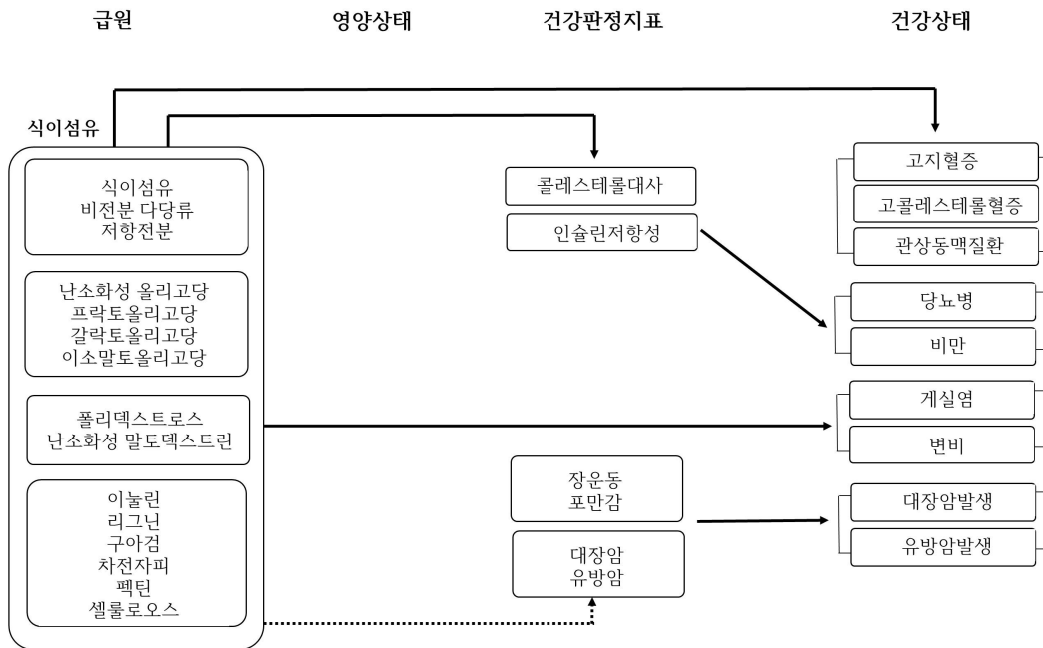 급원 영양상태 건강판정지표 건강상태
식이섬유
식이섬유
비전분 다당류
저항전분
난소화성 올리고당
프락토올리고당
갈락토올리고당
이소말토올리고당
폴리덱스트로스
닌소화성 말도덱스드린
이눌린
리그닌
구아검
차전자피
펙틴
셀룰로오스
콜레스테롤대사
인슐린저항성
장운동
포만감
대장암
유방암
고지혈증
고콜레스테롤혈증
관상동맥질환
당뇨병
비만
게실염
변비
대장암발생
유방암발생